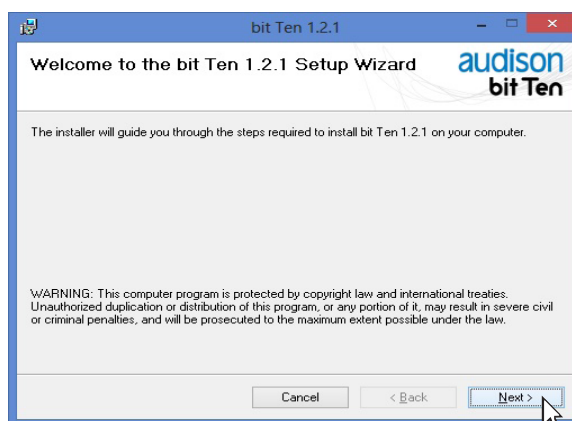 bit Ten 1.2.1
Welcome to the bit Ten 1.2.1 Setup Wizard
audison
bit Ten
The installer will guide you through the steps required to install bit Ten 1.2.1 on your computer.
WARNING: This computer program is protected by copyright law and international treaties.
Unauthorized duplication or distribution of this program, or any portion of it, may result in severe civil
or criminal penalties, and will be prosecuted to the maximum extent possible under the law.
Cancel
< Back
Next >